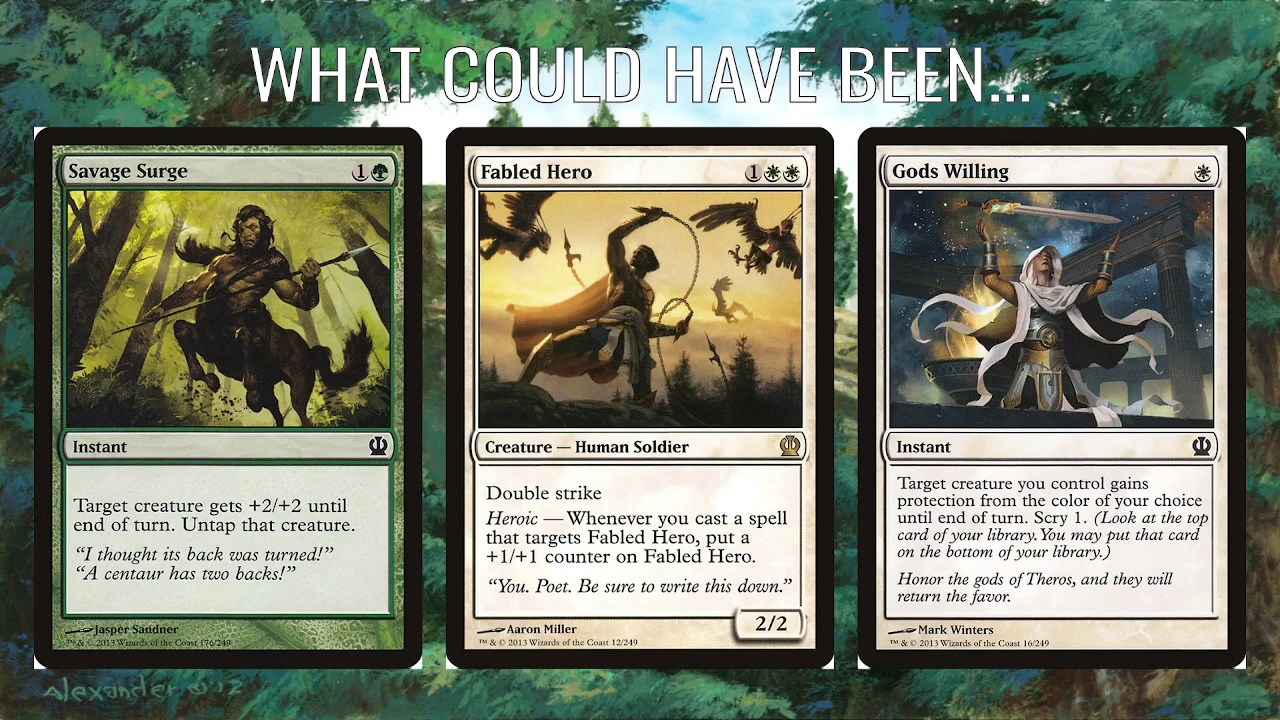 WHAT COULD HAVE BEEN...
Savage Surge 1
Instant
Target creature gets +2/+2 until
end of turn. Untap that creature.
“I thought its back was turned!”
“A centaur has two backs!”
Jasper Sandner
™ & © 2013 Wizards of the Coast 176/249
Fabled Hero 1
Creature — Human Soldier
Double strike
Heroic — Whenever you cast a spell
that targets Fabled Hero, put a
+1/+1 counter on Fabled Hero.
“You. Poet. Be sure to write this down.”
2/2
Aaron Miller
™ & © 2013 Wizards of the Coast 12/249
Gods Willing
Instant
Target creature you control gains
protection from the color of your choice
until end of turn. Scry 1. (Look at the top
card of your library. You may put that card
on the bottom of your library.)
Honor the gods of Theros, and they will
return the favor.
Mark Winters
™ & © 2013 Wizards of the Coast 16/249
Alexander